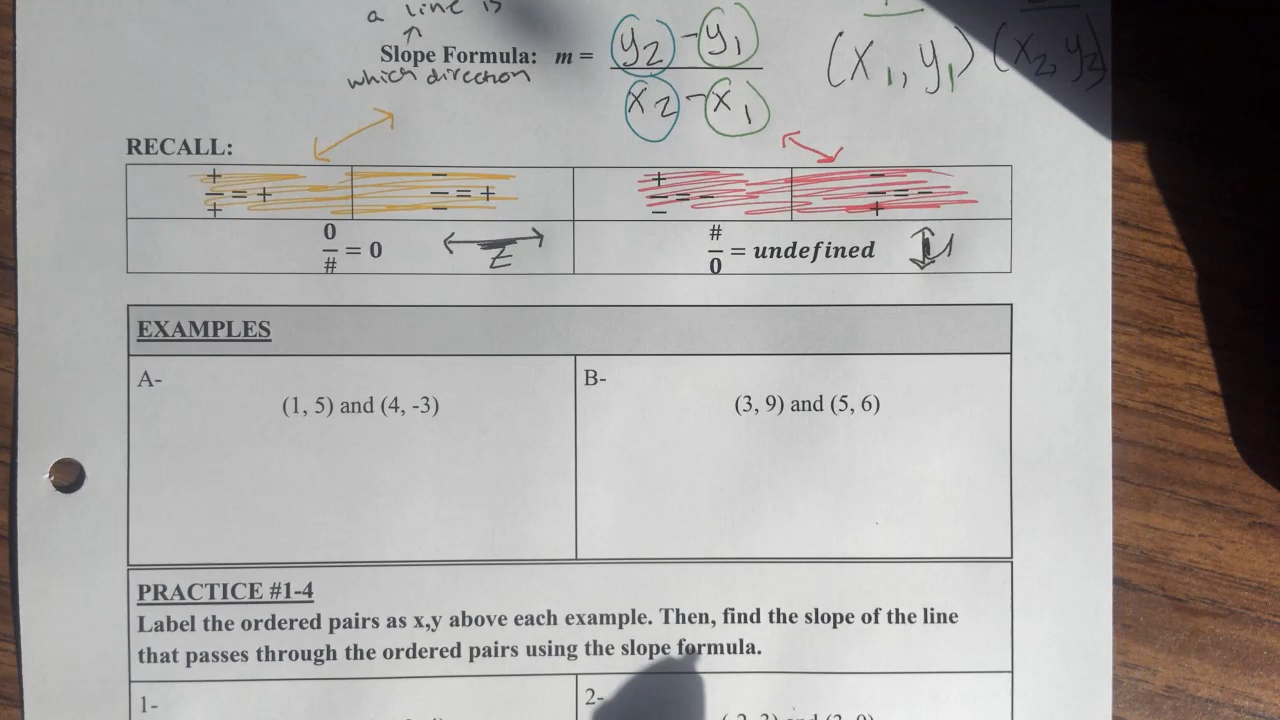 a line is
↑
Slope Formula: m = (y₂ - y₁) / (x₂ - x₁)
(x₁, y₁) (x₂, y₂)
which direction
RECALL:
+/+ = + −/− = + +/− = − −/+ = −
0/# = 0 Z #/0 = undefined U
EXAMPLES
A- B-
(1, 5) and (4, -3) (3, 9) and (5, 6)
PRACTICE #1-4
Label the ordered pairs as x,y above each example. Then, find the slope of the line
that passes through the ordered pairs using the slope formula.
1- 2-